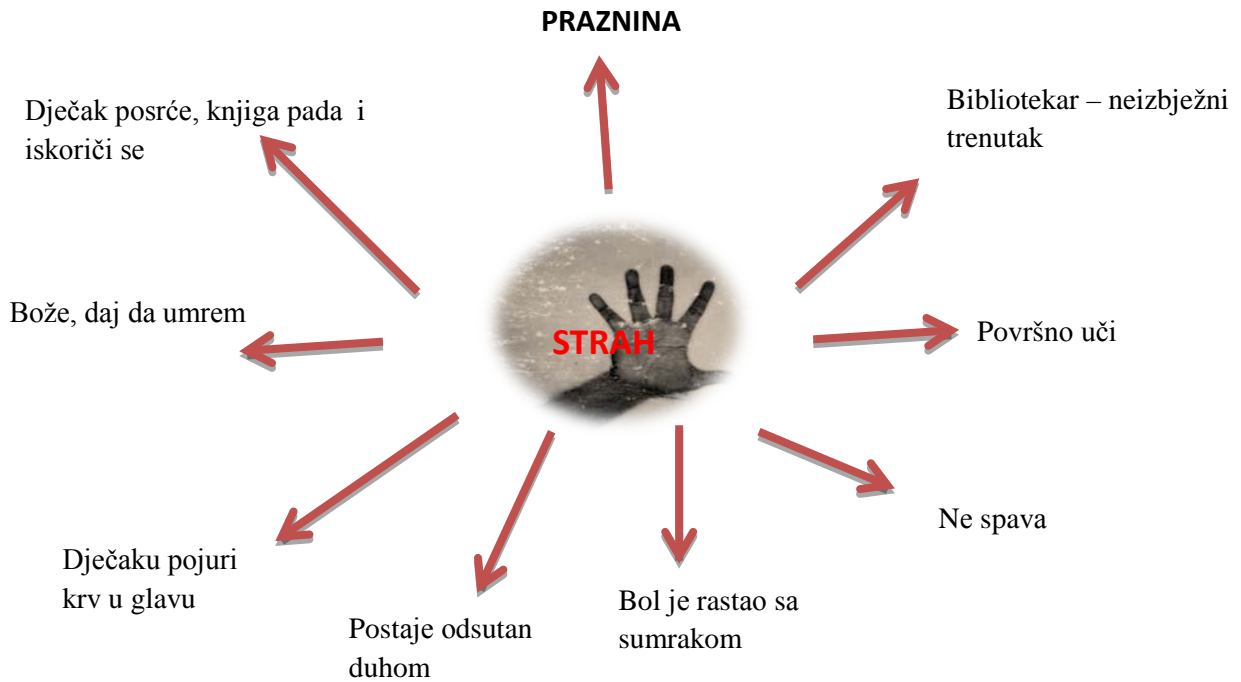 PRAZNINA
Dječak posrće, knjiga pada  i
iskoriči se
Bibliotekar – neizbježni
trenutak
Bože, daj da umrem
STRAH
Površno uči
Ne spava
Dječaku pojuri
krv u glavu
Postaje odsutan
duhom
Bol je rastao sa
sumrakom